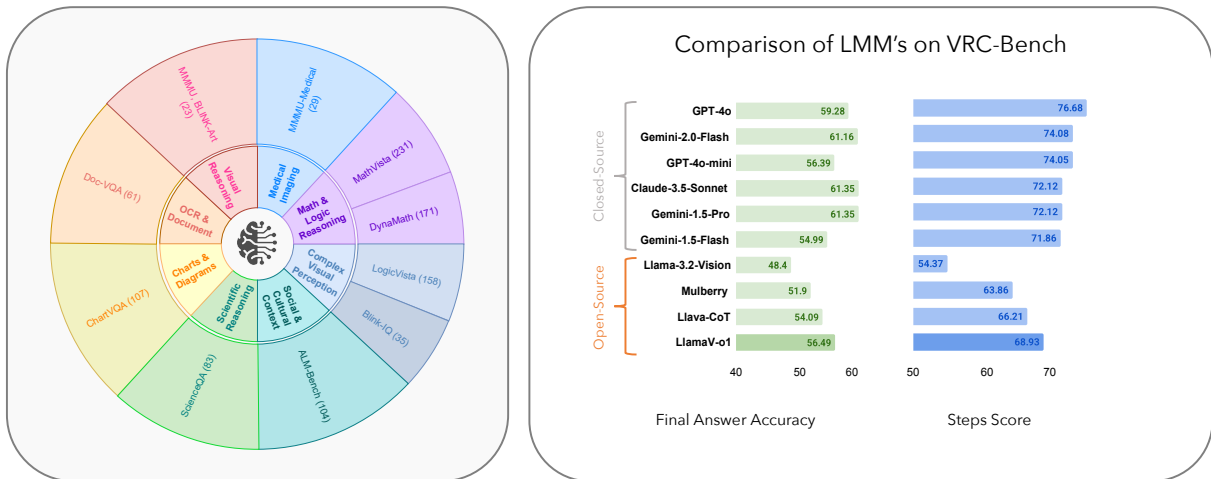 MMMU, BLINK-Art
(23)
MMMU-Medical
(29)
MathVista (231)
DynaMath (171)
LogicVista (158)
Blink-IQ (35)
ALM-Bench (104)
ScienceQA (83)
ChartVQA (107)
Doc-VQA (61)
Visual
Reasoning
Medical
Imaging
Math &
Logic
Reasoning
Complex
Visual
Perception
Social &
Cultural
Context
Scientific
Reasoning
Charts &
Diagrams
OCR &
Document
Comparison of LMM's on VRC-Bench
Closed-Source
GPT-4o 59.28 76.68
Gemini-2.0-Flash 61.16 74.08
GPT-4o-mini 56.39 74.05
Claude-3.5-Sonnet 61.35 72.12
Gemini-1.5-Pro 61.35 72.12
Gemini-1.5-Flash 54.99 71.86
Open-Source
Llama-3.2-Vision 48.4 54.37
Mulberry 51.9 63.86
Llava-CoT 54.09 66.21
LlamaV-o1 56.49 68.93
40 50 60 50 60 70
Final Answer Accuracy Steps Score